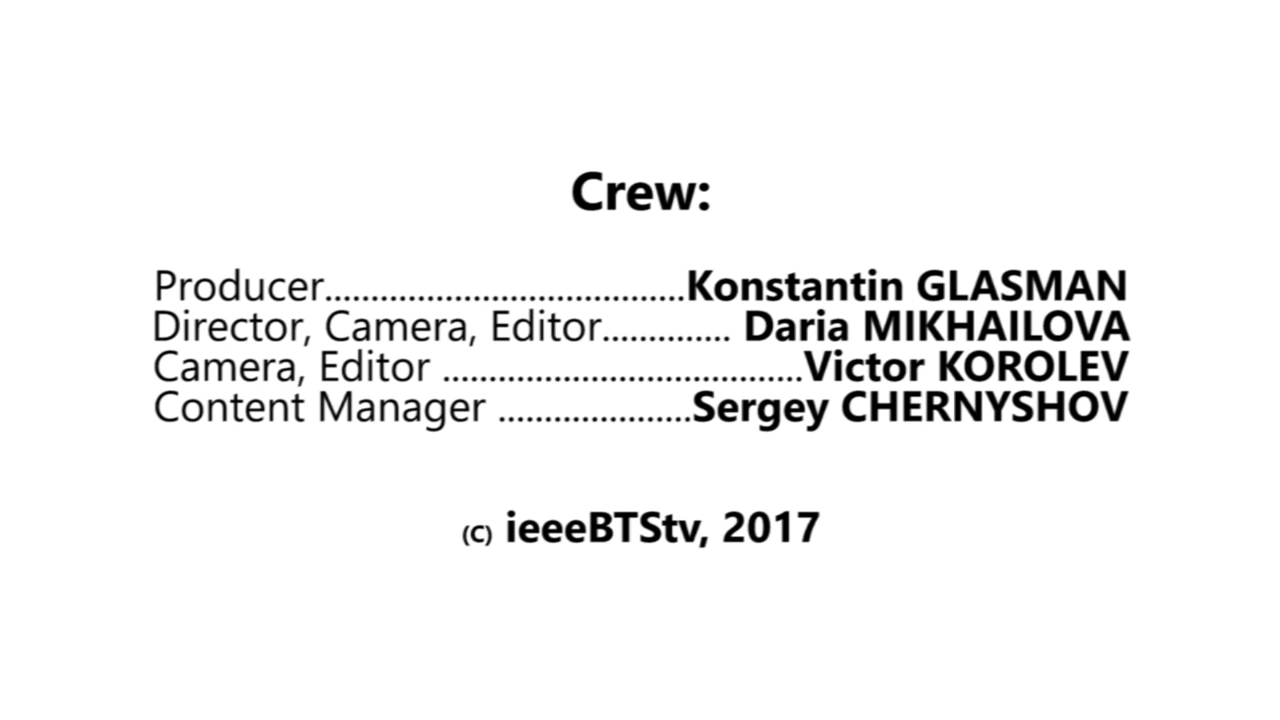 Crew:
Producer.......................................Konstantin GLASMAN
Director, Camera, Editor.............. Daria MIKHAILOVA
Camera, Editor .......................................Victor KOROLEV
Content Manager .....................Sergey CHERNYSHOV
(C) ieeeBTStv, 2017